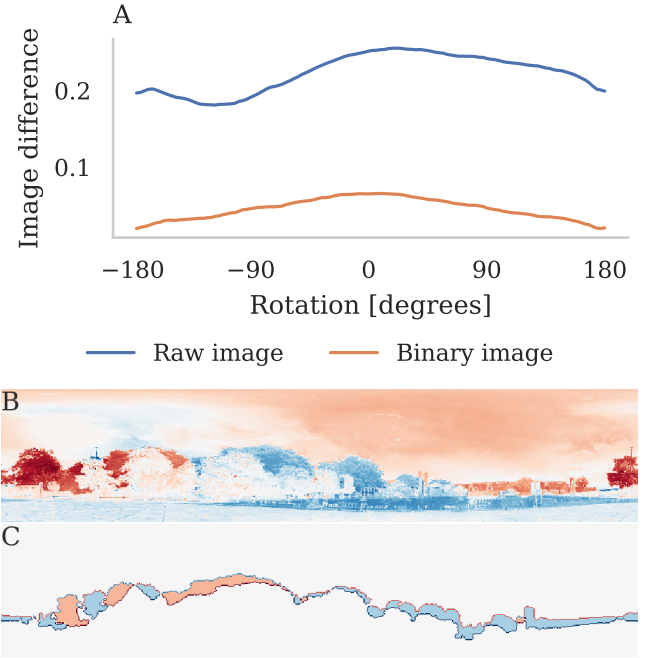 A
Image difference
0.2
0.1
−180 −90 0 90 180
Rotation [degrees]
Raw image Binary image
B
C